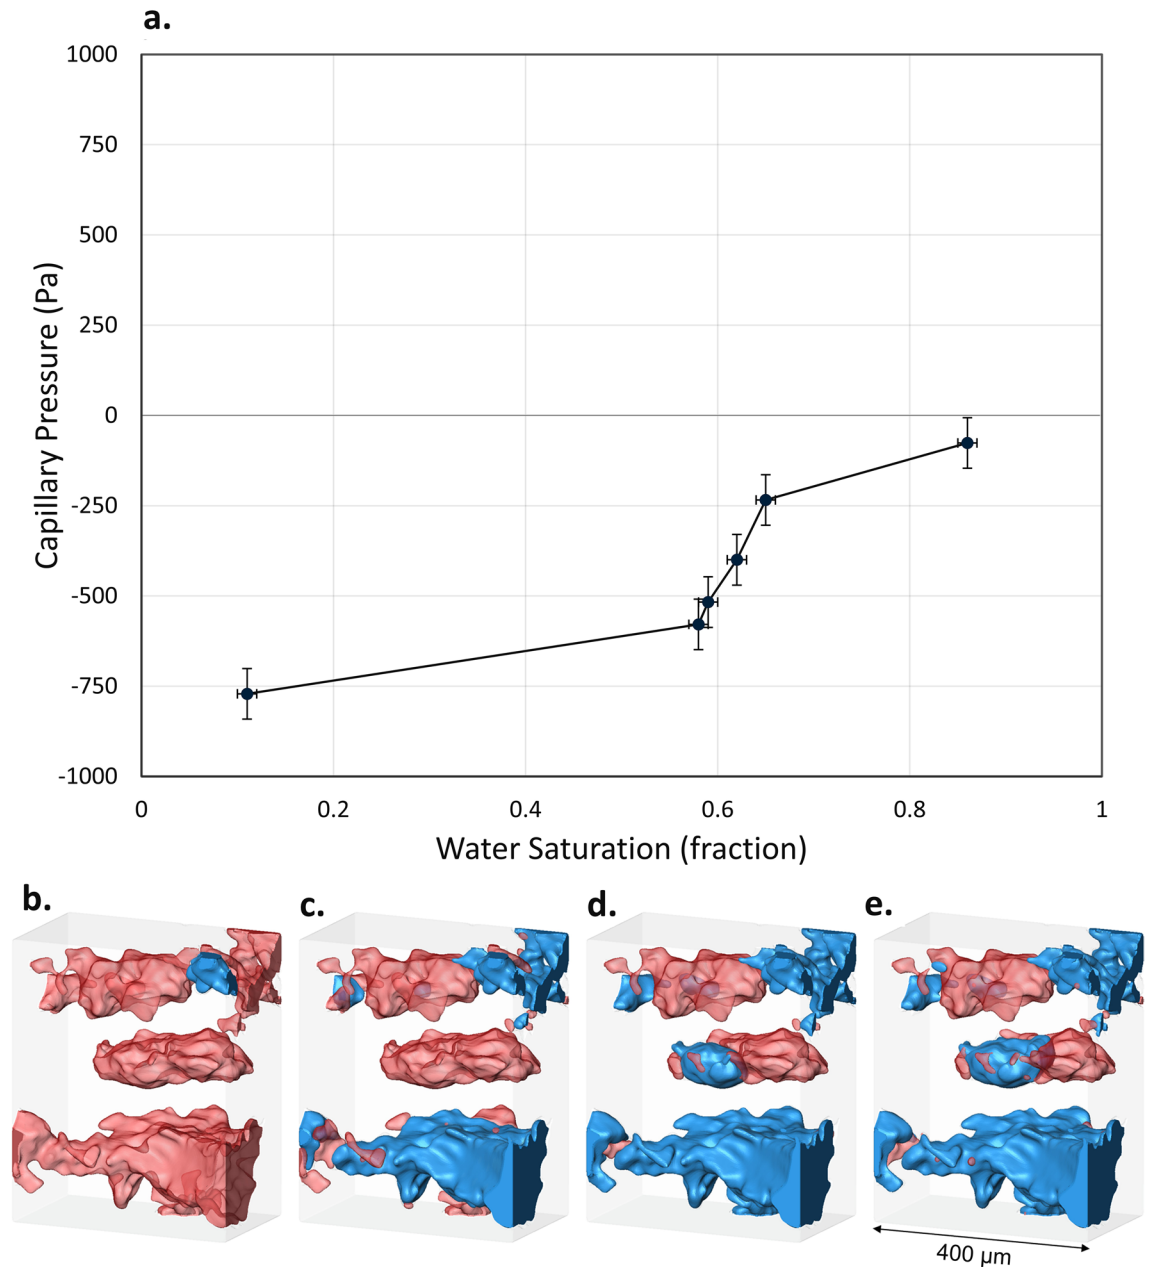 a.
1000
750
500
250
0
-250
-500
-750
-1000
Capillary Pressure (Pa)
0 0.2 0.4 0.6 0.8 1
Water Saturation (fraction)
b. c. d. e.
400 µm